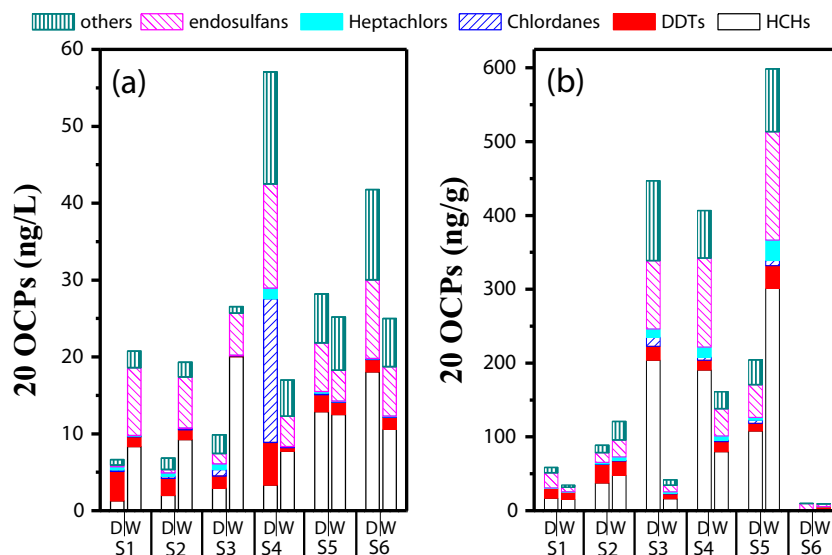 others endosulfans Heptachlors Chlordanes DDTs HCHs
(a)
20 OCPs (ng/L)
60
50
40
30
20
10
0
D W D W D W D W D W D W
S1 S2 S3 S4 S5 S6
(b)
20 OCPs (ng/g)
600
500
400
300
200
100
0
D W D W D W D W D W D W
S1 S2 S3 S4 S5 S6